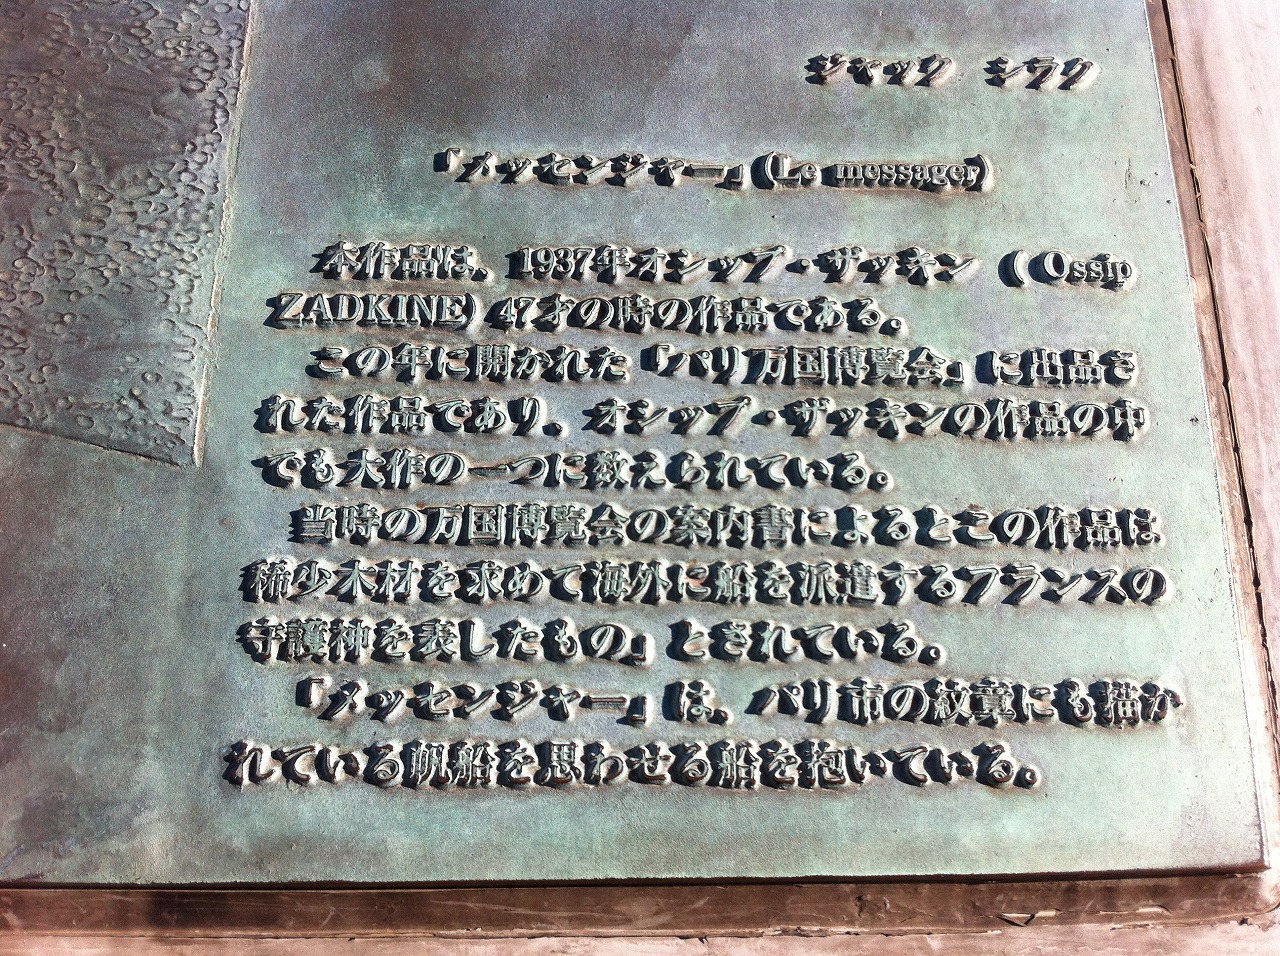 ジャック シラク
「メッセンジャー」(Le messager)
本作品は、1937年オシップ・ザッキン (Ossip
ZADKINE) 47才の時の作品である。
この年に開かれた「パリ万国博覧会」に出品さ
れた作品であり、オシップ・ザッキンの作品の中
でも大作の一つに数えられている。
当時の万国博覧会の案内書によるとこの作品は
稀少木材を求めて海外に船を派遣するフランスの
守護神を表したもの」とされている。
「メッセンジャー」は、パリ市の紋章にも描か
れている帆船を思わせる船を抱いている。